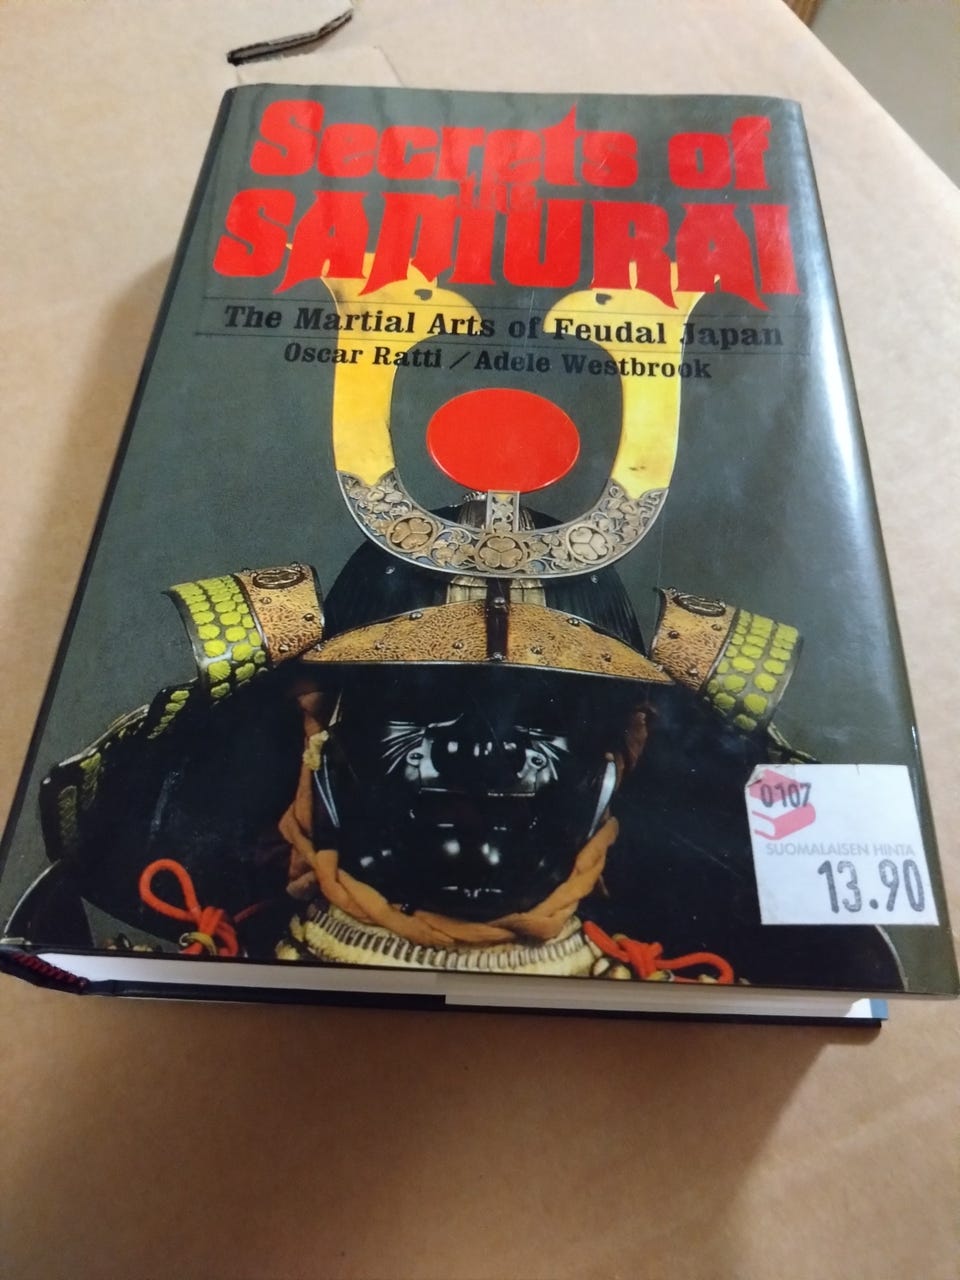 Secrets of
the
SAMURAI
The Martial Arts of Feudal Japan
Oscar Ratti / Adele Westbrook
0107
SUOMALAISEN HINTA
13.90